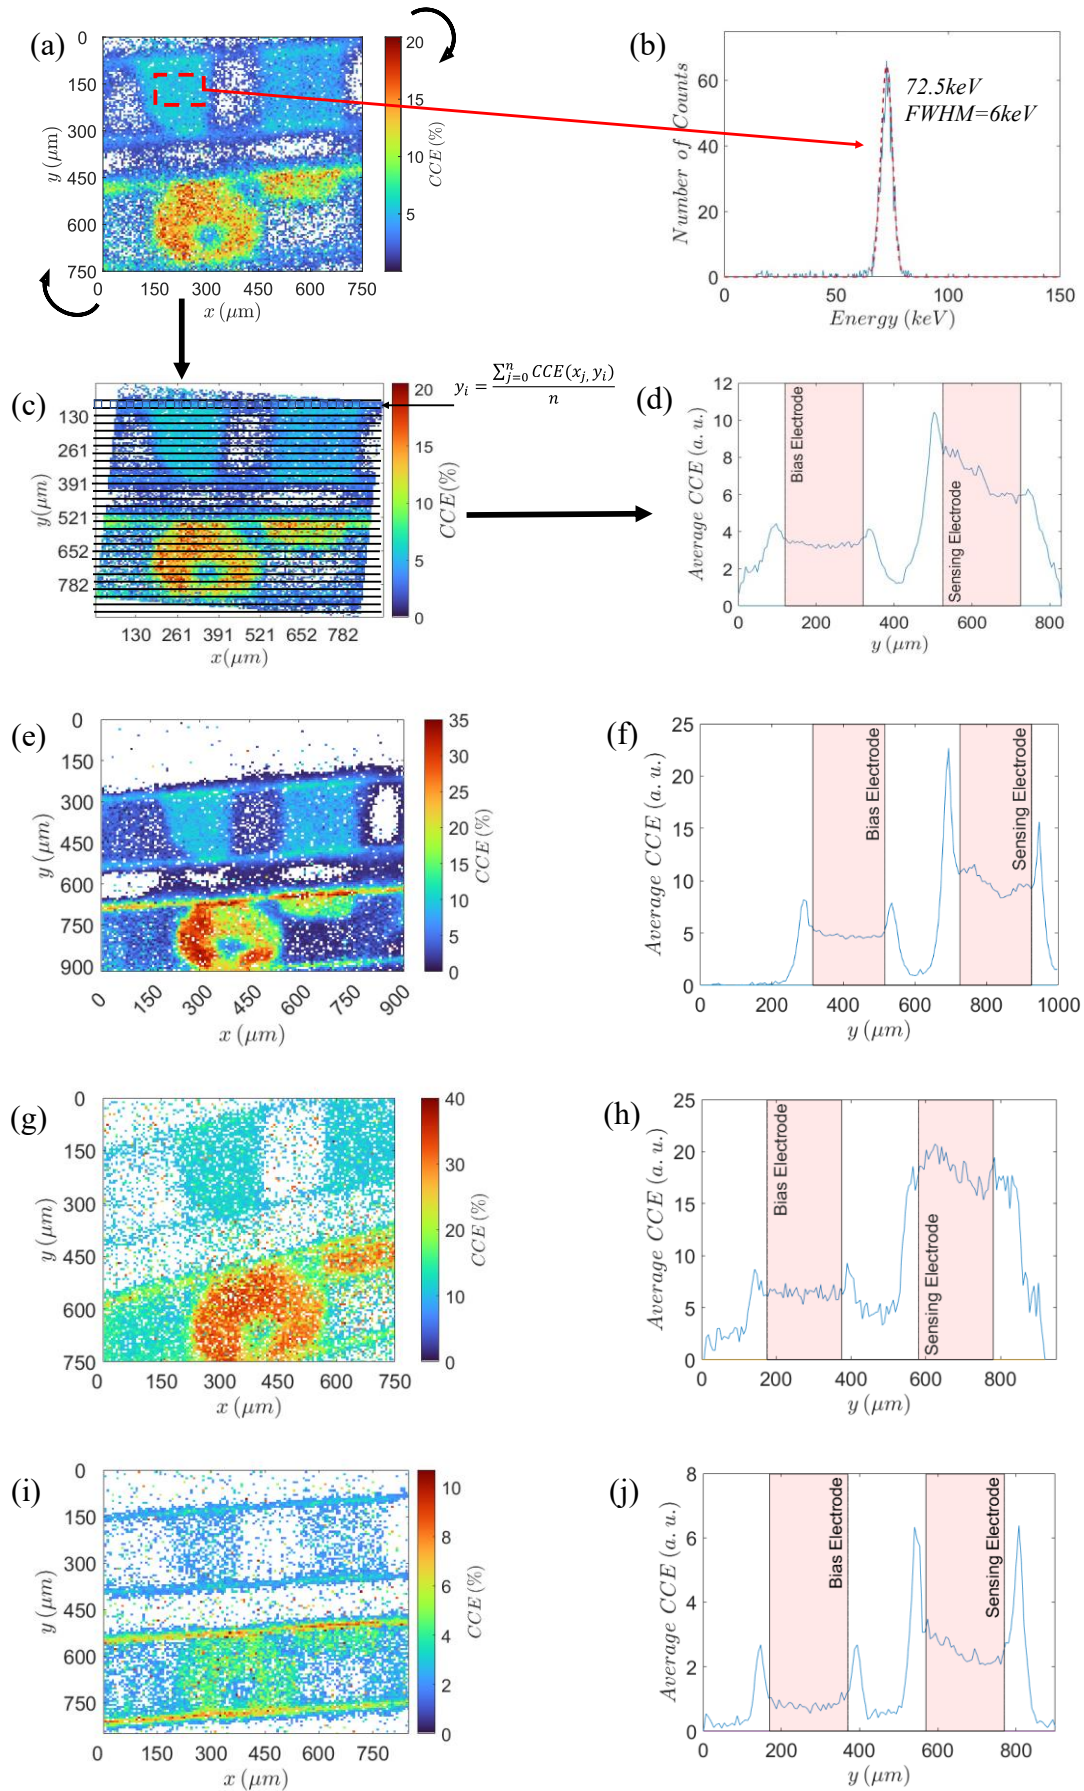 (a)
0
150
300
450
600
750
y (μm)
0 150 300 450 600 750
x (μm)
20
15
10
5
CCE (%)
(b)
60
40
20
0
Number of Counts
0 50 100 150
Energy (keV)
72.5keV
FWHM=6keV
(c)
130
261
391
521
652
782
y(μm)
130 261 391 521 652 782
x(μm)
20
15
10
5
0
CCE(%)
y_i = \frac{\sum_{j=0}^{n} CCE(x_j, y_i)}{n}
(d)
12
10
8
6
4
2
0
Average CCE (a. u.)
Bias Electrode
Sensing Electrode
0 200 400 600 800
y (μm)
(e)
0
150
300
450
600
750
900
y (μm)
0 150 300 450 600 750 900
x (μm)
35
30
25
20
15
10
5
0
CCE (%)
(f)
25
20
15
10
5
0
Average CCE (a. u.)
Bias Electrode
Sensing Electrode
0 200 400 600 800 1000
y (μm)
(g)
0
150
300
450
600
750
y (μm)
0 150 300 450 600 750
x (μm)
40
30
20
10
0
CCE (%)
(h)
25
20
15
10
5
0
Average CCE (a. u.)
Bias Electrode
Sensing Electrode
0 200 400 600 800
y (μm)
(i)
0
150
300
450
600
750
y (μm)
0 150 300 450 600 750
x (μm)
10
8
6
4
2
0
CCE (%)
(j)
8
6
4
2
0
Average CCE (a. u.)
Bias Electrode
Sensing Electrode
0 200 400 600 800
y (μm)